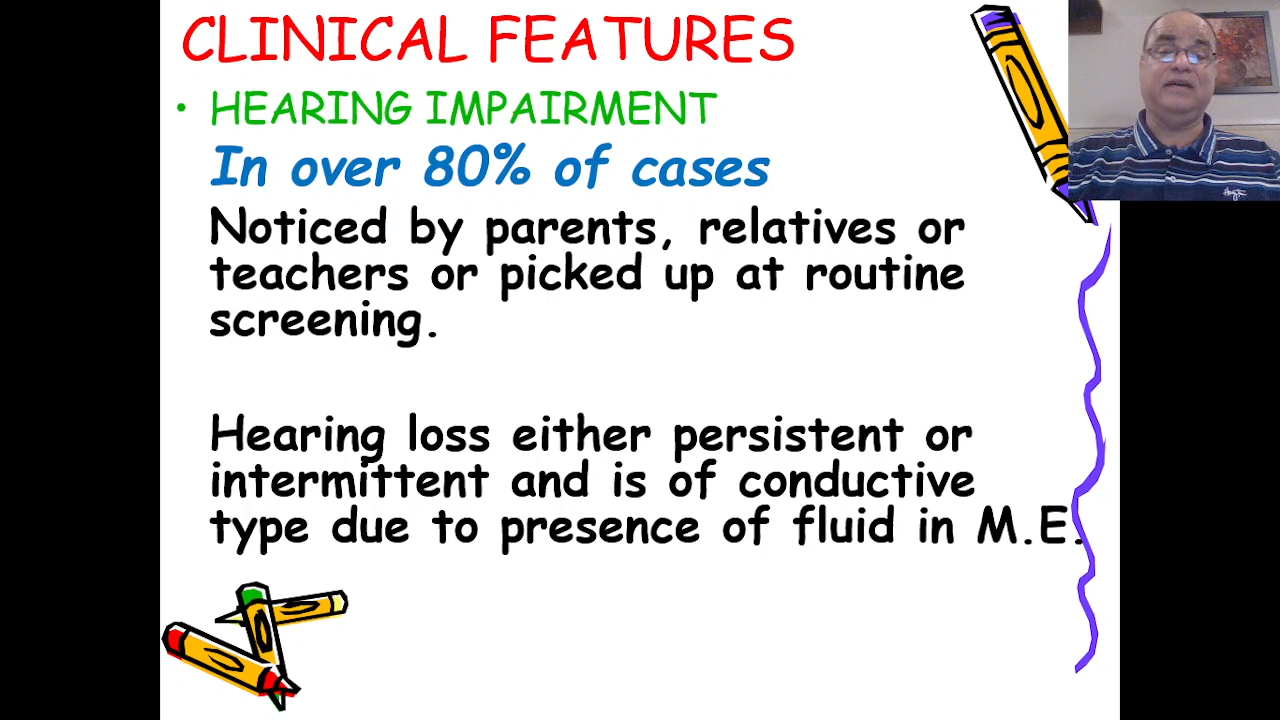 CLINICAL FEATURES
• HEARING IMPAIRMENT
In over 80% of cases
Noticed by parents, relatives or
teachers or picked up at routine
screening.
Hearing loss either persistent or
intermittent and is of conductive
type due to presence of fluid in M.E.